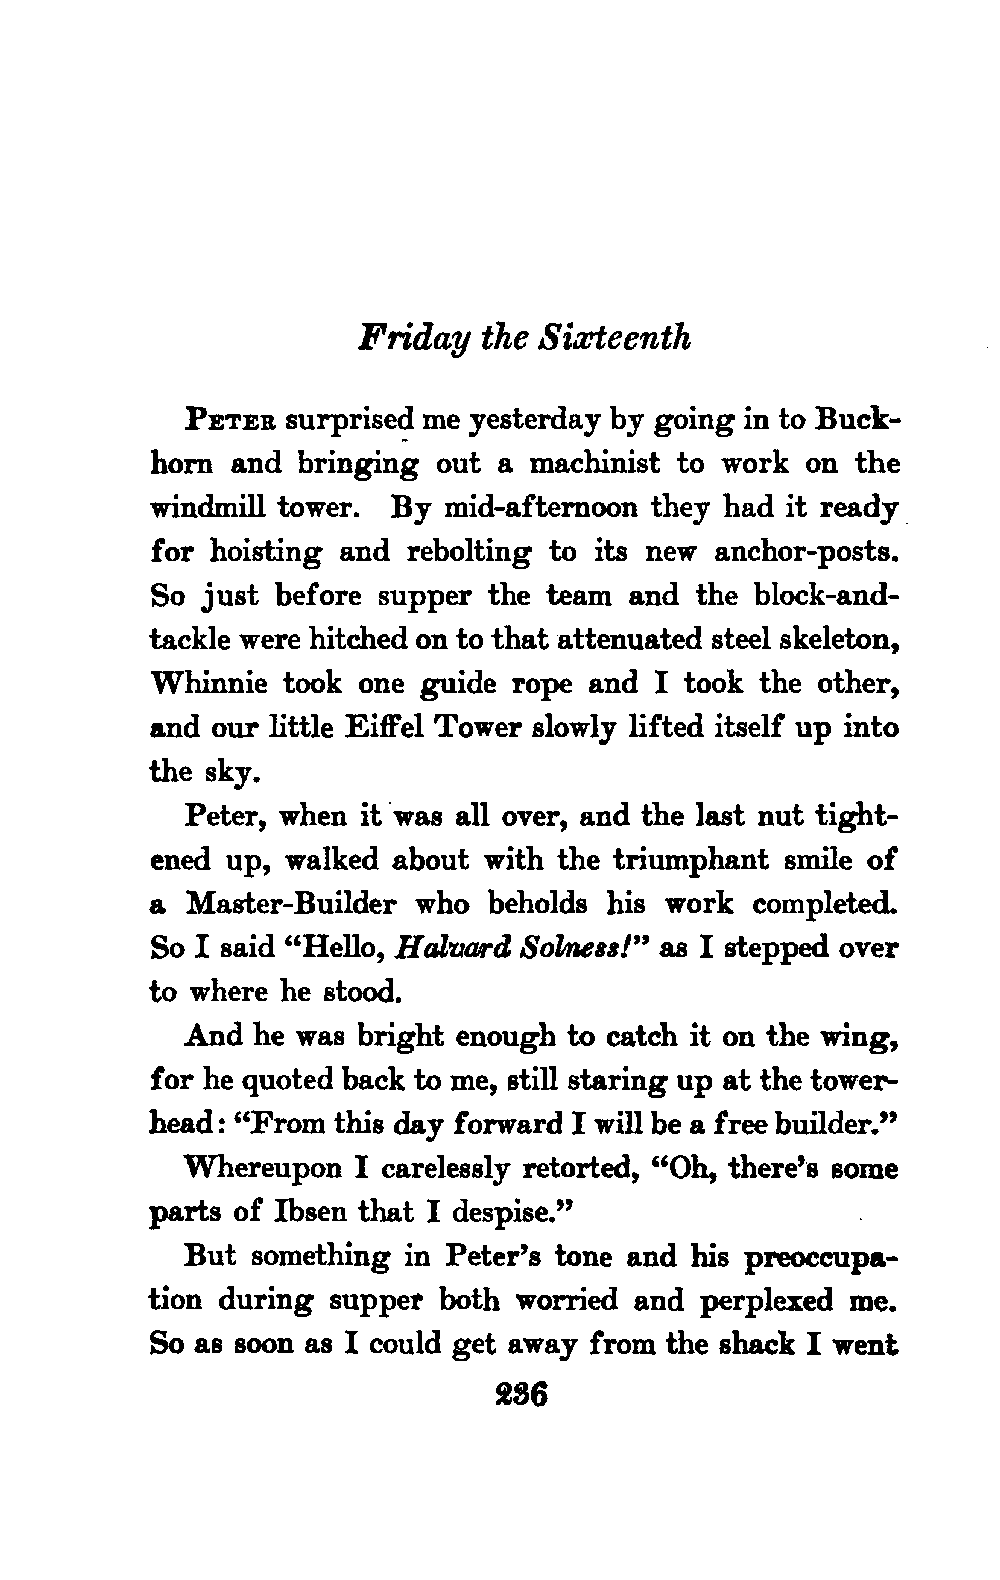 Friday the Sixteenth
PETER surprised me yesterday by going in to Buck-
horn and bringing out a machinist to work on the
windmill tower. By mid-afternoon they had it ready
for hoisting and rebolting to its new anchor-posts.
So just before supper the team and the block-and-
tackle were hitched on to that attenuated steel skeleton,
Whinnie took one guide rope and I took the other,
and our little Eiffel Tower slowly lifted itself up into
the sky.
Peter, when it was all over, and the last nut tight-
ened up, walked about with the triumphant smile of
a Master-Builder who beholds his work completed.
So I said “Hello, Halvard Solness!” as I stepped over
to where he stood.
And he was bright enough to catch it on the wing,
for he quoted back to me, still staring up at the tower-
head: “From this day forward I will be a free builder.”
Whereupon I carelessly retorted, “Oh, there’s some
parts of Ibsen that I despise.”
But something in Peter’s tone and his preoccupa-
tion during supper both worried and perplexed me.
So as soon as I could get away from the shack I went
236